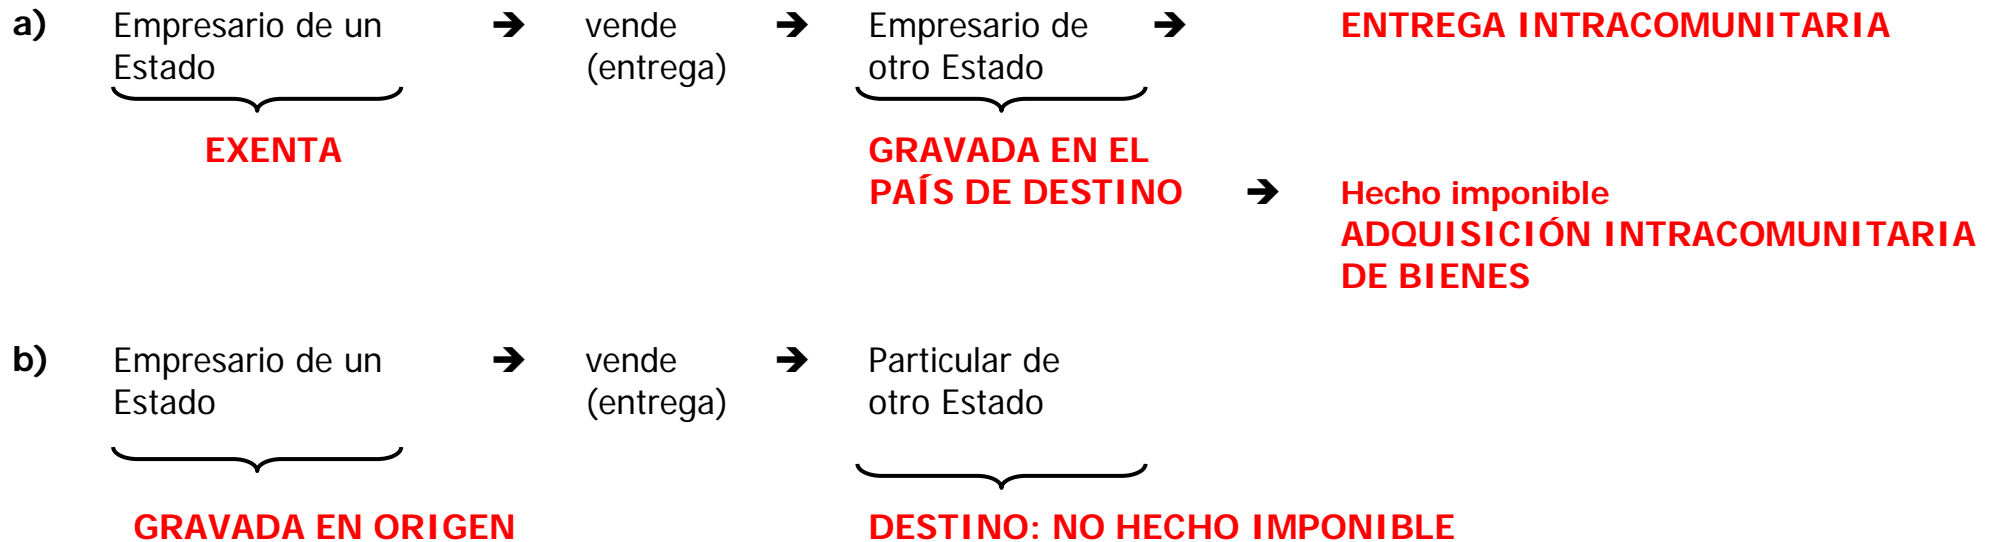 a) Empresario de un ➔ vende ➔ Empresario de ➔ ENTREGA INTRACOMUNITARIA
Estado (entrega) otro Estado
EXENTA GRAVADA EN EL
PAÍS DE DESTINO ➔ Hecho imponible
ADQUISICIÓN INTRACOMUNITARIA
DE BIENES
b) Empresario de un ➔ vende ➔ Particular de
Estado (entrega) otro Estado
GRAVADA EN ORIGEN DESTINO: NO HECHO IMPONIBLE